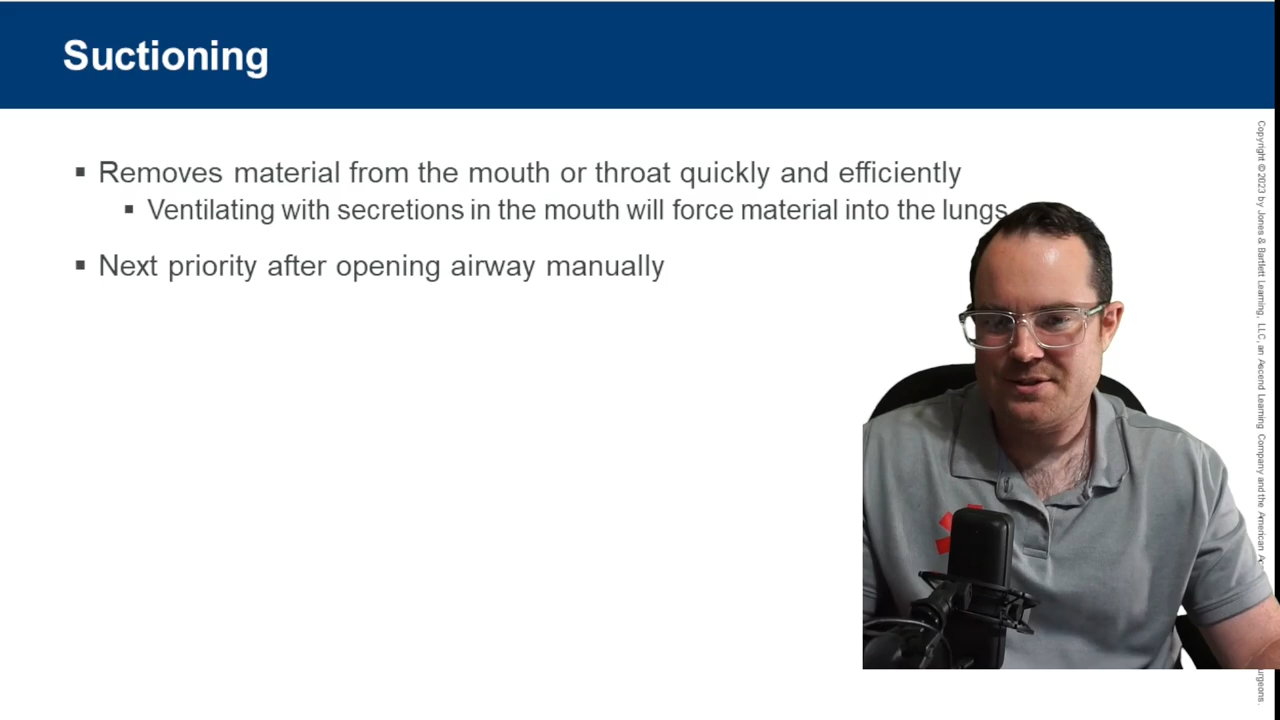 Suctioning
▪ Removes material from the mouth or throat quickly and efficiently
▪ Ventilating with secretions in the mouth will force material into the lungs
▪ Next priority after opening airway manually
Copyright ©2023 by Jones & Bartlett Learning, LLC, an Ascend Learning Company and the American